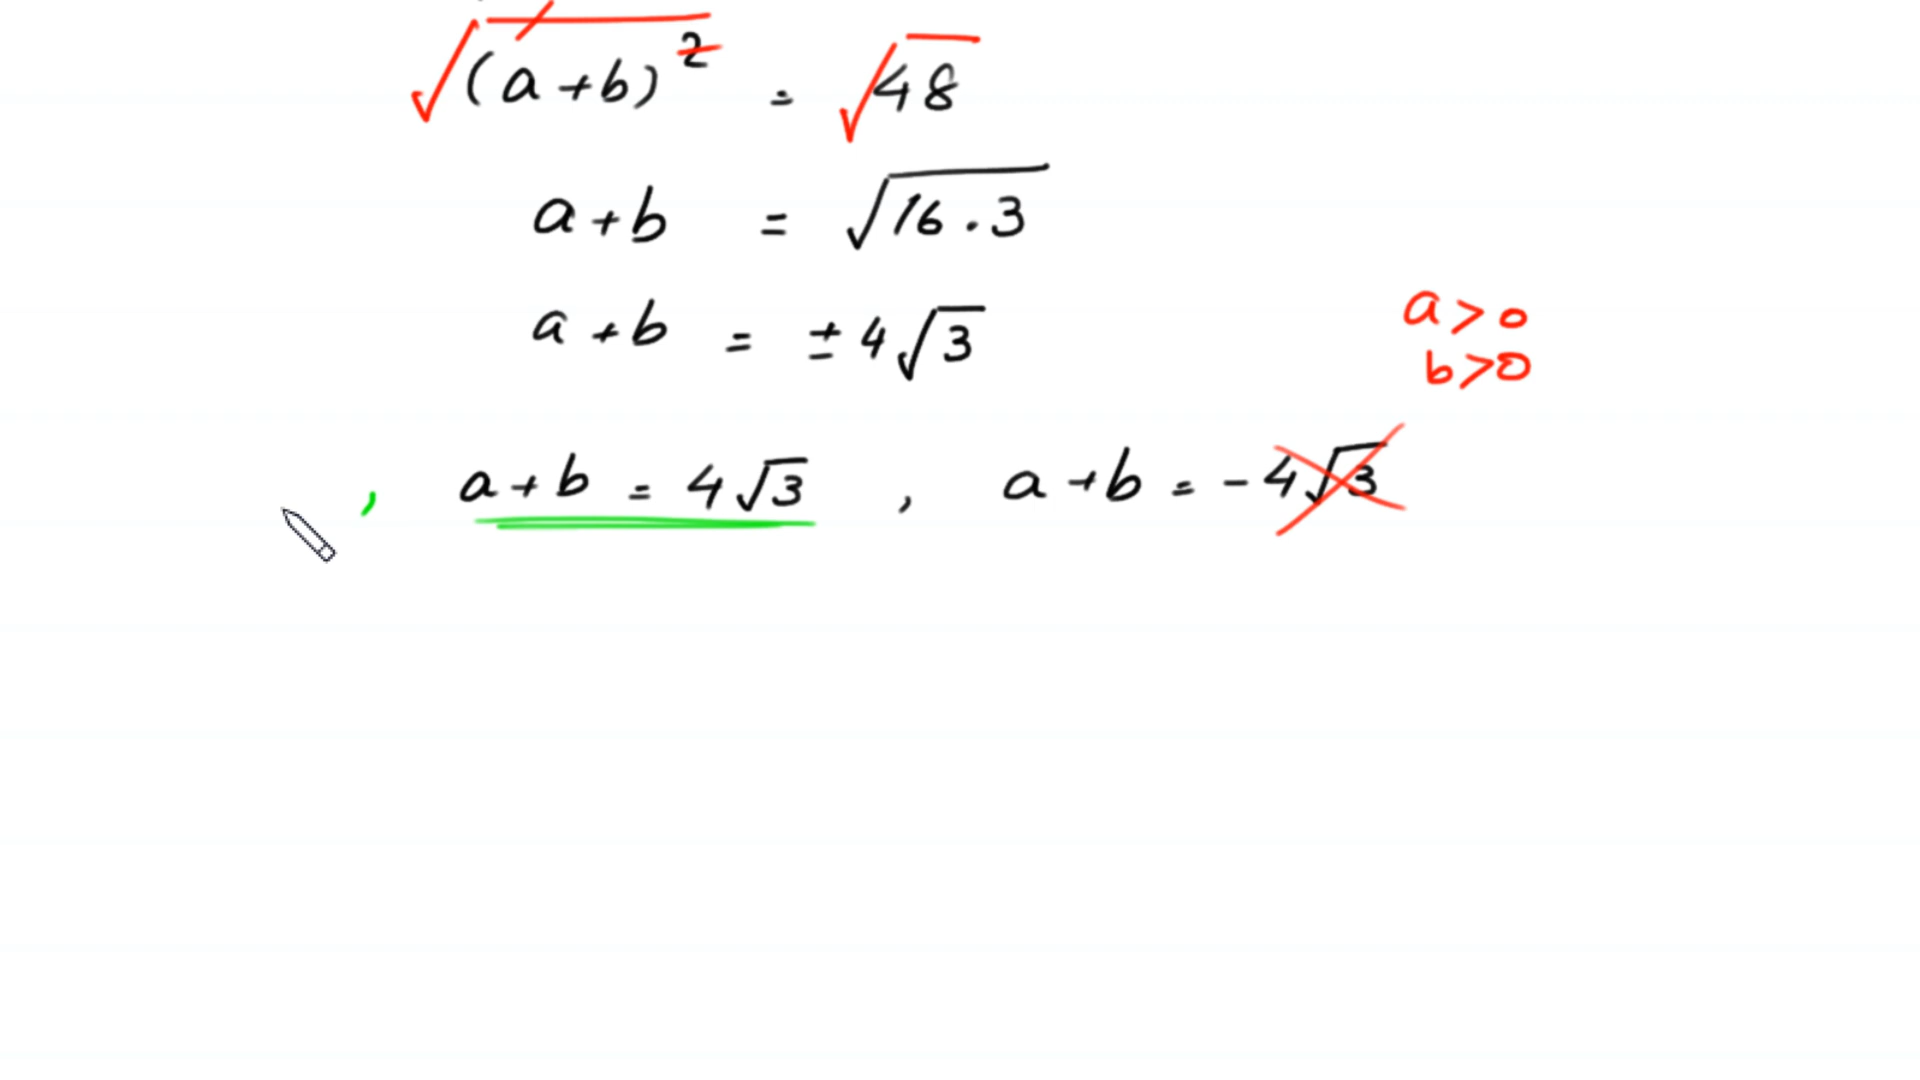 √(a+b)² = √48
a+b = √16.3
a+b = ±4√3
a>0
b>0
, a+b = 4√3 , a+b = -4√3